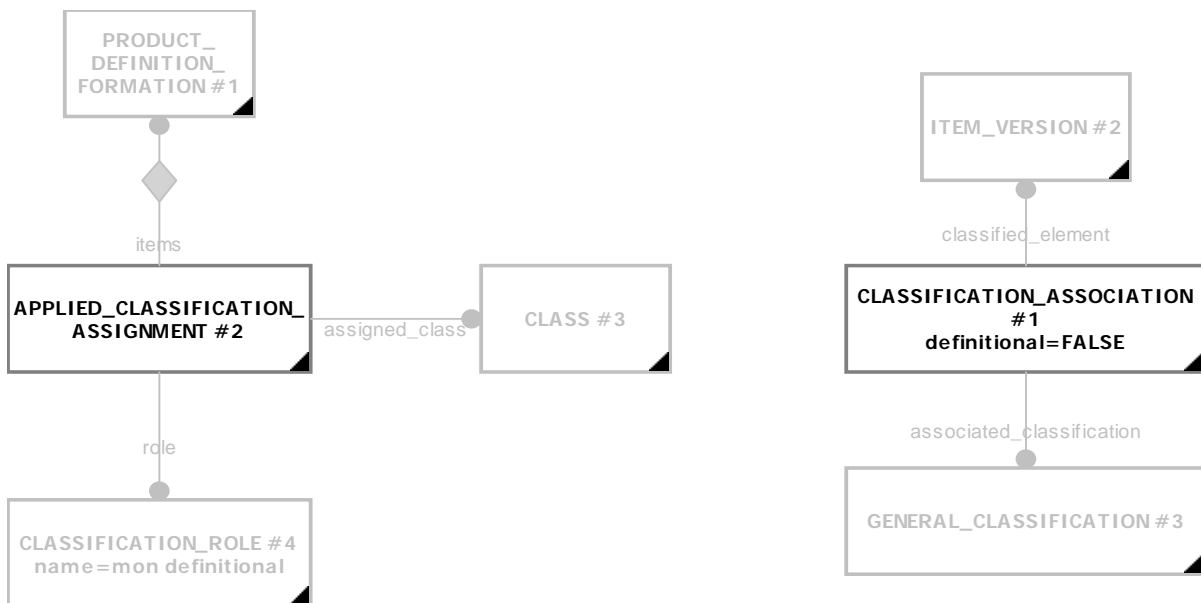 PRODUCT_
DEFINITION_
FORMATION #1
items
APPLIED_CLASSIFICATION_
ASSIGNMENT #2
assigned_class
CLASS #3
role
CLASSIFICATION_ROLE #4
name=mon definitional
ITEM_VERSION #2
classified_element
CLASSIFICATION_ASSOCIATION
#1
definitional=FALSE
associated_classification
GENERAL_CLASSIFICATION #3